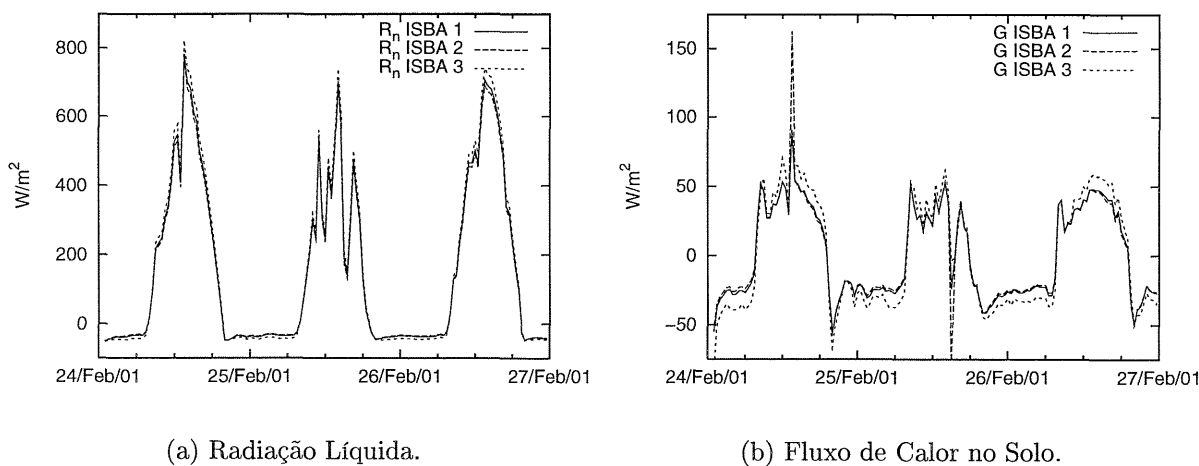 800
600
400
200
0
W/m²
Rₙ ISBA 1
Rₙ ISBA 2
Rₙ ISBA 3
24/Feb/01 25/Feb/01 26/Feb/01 27/Feb/01
(a) Radiação Líquida.
150
100
50
0
−50
W/m²
G ISBA 1
G ISBA 2
G ISBA 3
24/Feb/01 25/Feb/01 26/Feb/01 27/Feb/01
(b) Fluxo de Calor no Solo.